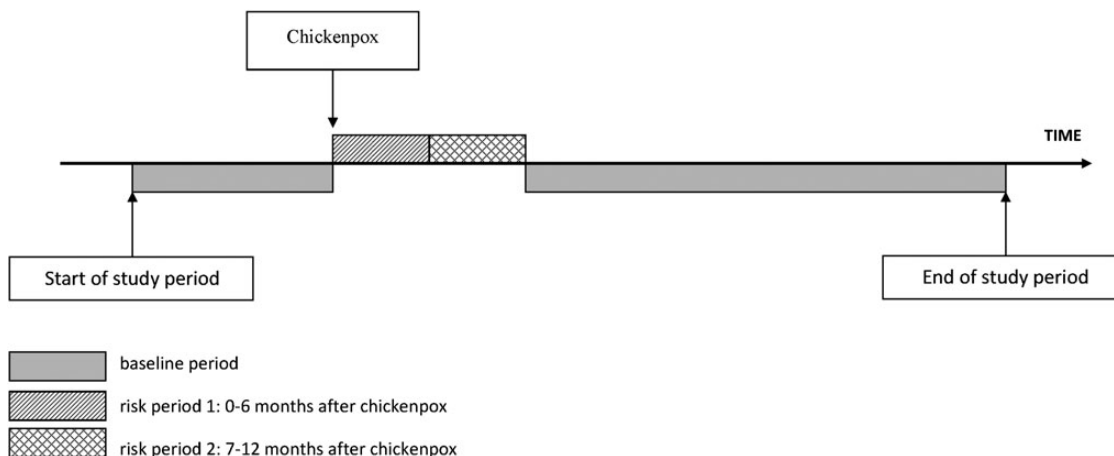 Chickenpox
TIME
Start of study period
End of study period
baseline period
risk period 1: 0-6 months after chickenpox
risk period 2: 7-12 months after chickenpox